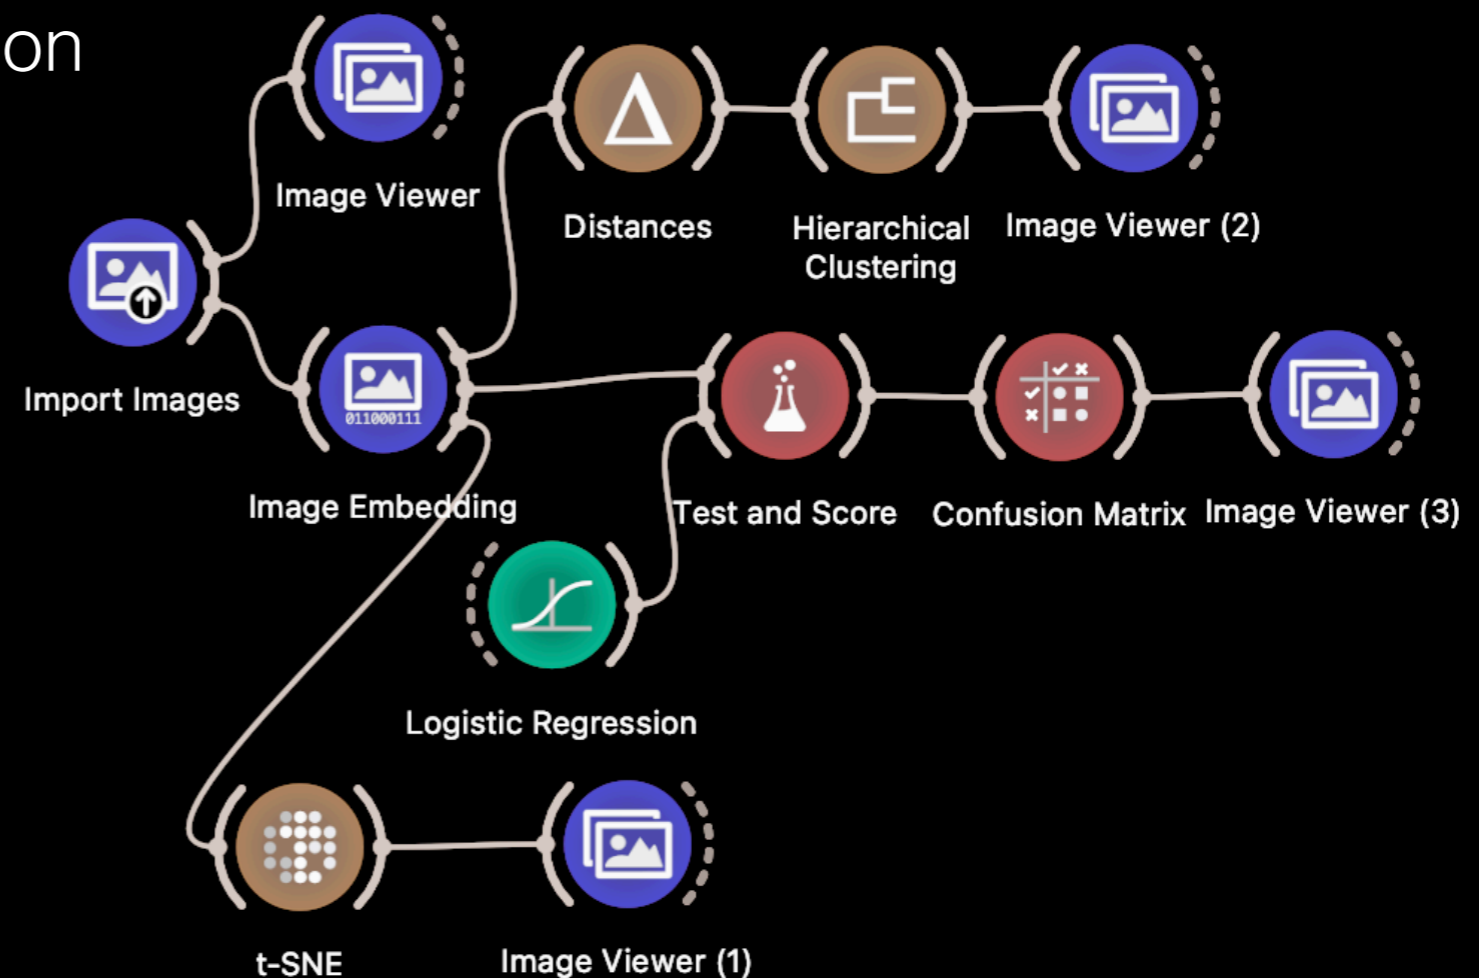 on
Image Viewer
Distances
Hierarchical
Clustering
Image Viewer (2)
Import Images
011000111
Image Embedding
Test and Score
Confusion Matrix
Image Viewer (3)
Logistic Regression
t-SNE
Image Viewer (1)